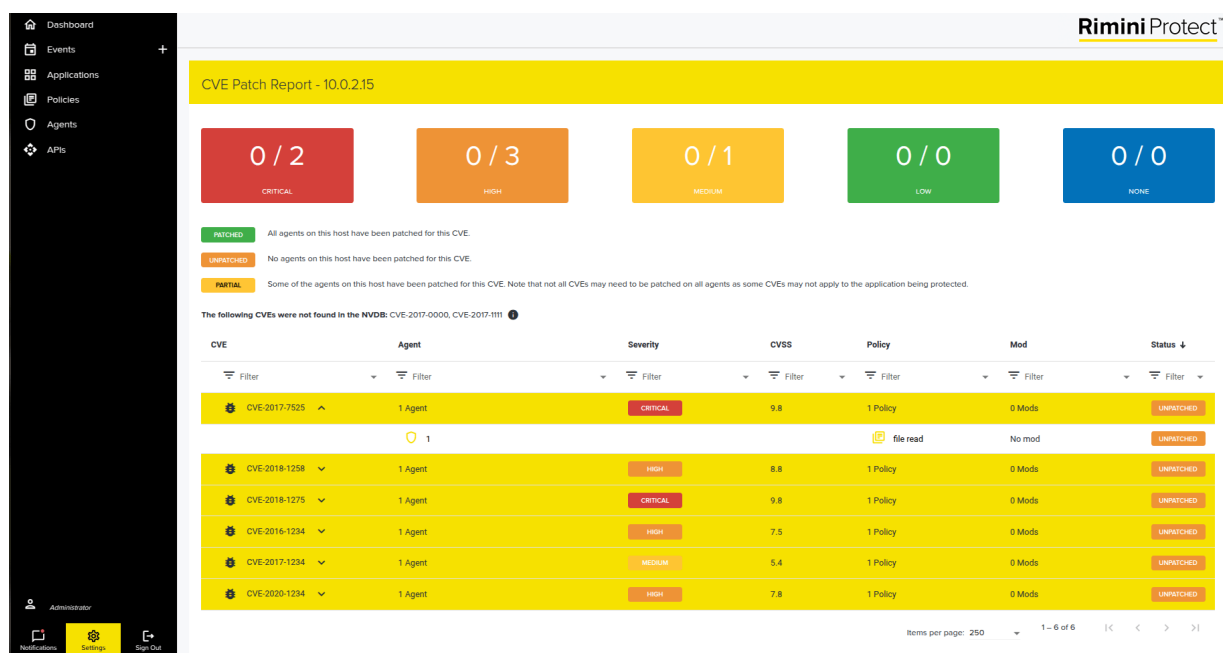 Dashboard
Events +
Applications
Policies
Agents
APIs
Administrator
Notifications Settings Sign Out
Rimini Protect™
CVE Patch Report - 10.0.2.15
0 / 2 0 / 3 0 / 1 0 / 0 0 / 0
CRITICAL HIGH MEDIUM LOW NONE
PATCHED All agents on this host have been patched for this CVE.
UNPATCHED No agents on this host have been patched for this CVE.
PARTIAL Some of the agents on this host have been patched for this CVE. Note that not all CVEs may need to be patched on all agents as some CVEs may not apply to the application being protected.
The following CVEs were not found in the NVDB: CVE-2017-0000, CVE-2017-1111
CVE Agent Severity CVSS Policy Mod Status ↓
Filter Filter Filter Filter Filter Filter Filter
CVE-2017-7525 1 Agent CRITICAL 9.8 1 Policy 0 Mods UNPATCHED
1 file read No mod UNPATCHED
CVE-2018-1258 1 Agent HIGH 8.8 1 Policy 0 Mods UNPATCHED
CVE-2018-1275 1 Agent CRITICAL 9.8 1 Policy 0 Mods UNPATCHED
CVE-2016-1234 1 Agent HIGH 7.5 1 Policy 0 Mods UNPATCHED
CVE-2017-1234 1 Agent MEDIUM 5.4 1 Policy 0 Mods UNPATCHED
CVE-2020-1234 1 Agent HIGH 7.8 1 Policy 0 Mods UNPATCHED
Items per page: 250 1 – 6 of 6